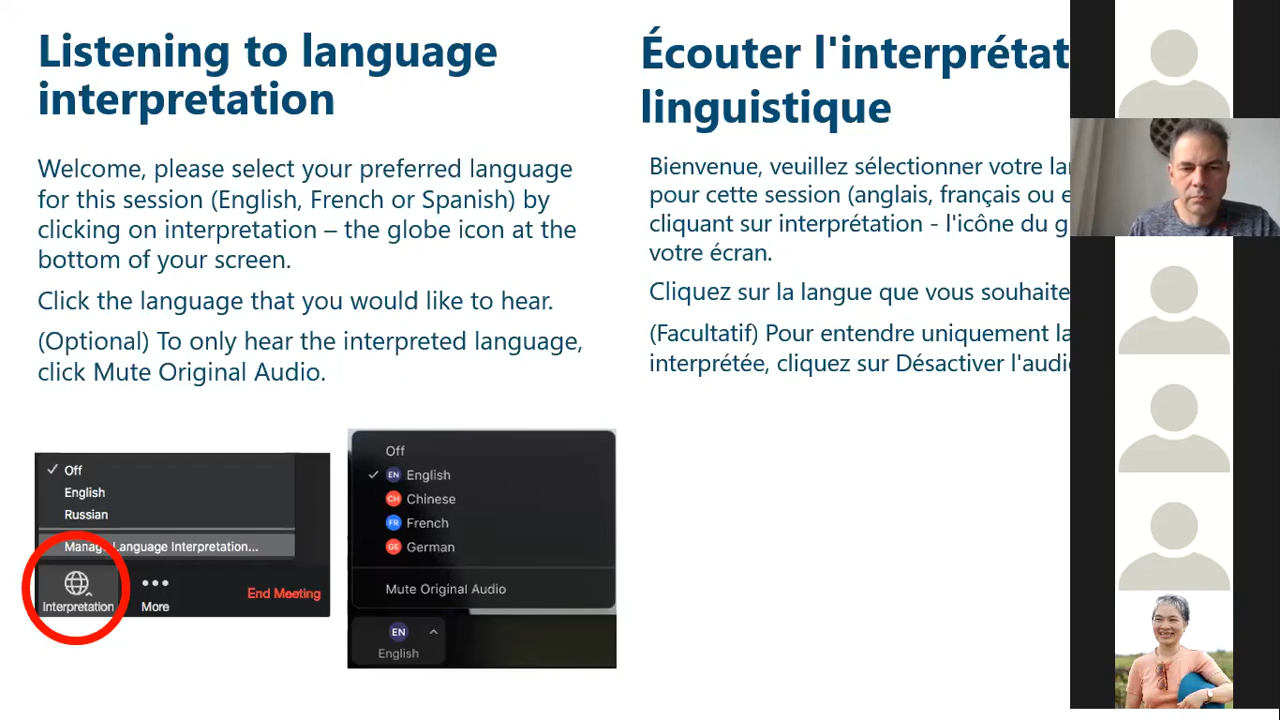 Listening to language
interpretation
Welcome, please select your preferred language
for this session (English, French or Spanish) by
clicking on interpretation – the globe icon at the
bottom of your screen.
Click the language that you would like to hear.
(Optional) To only hear the interpreted language,
click Mute Original Audio.
Off
English
Russian
Manage Language Interpretation...
Interpretation
More
End Meeting
Off
EN English
CH Chinese
FR French
GE German
Mute Original Audio
EN
English
Écouter l'interprétat
linguistique
Bienvenue, veuillez sélectionner votre la
pour cette session (anglais, français ou e
cliquant sur interprétation - l'icône du g
votre écran.
Cliquez sur la langue que vous souhaite
(Facultatif) Pour entendre uniquement la
interprétée, cliquez sur Désactiver l'audi